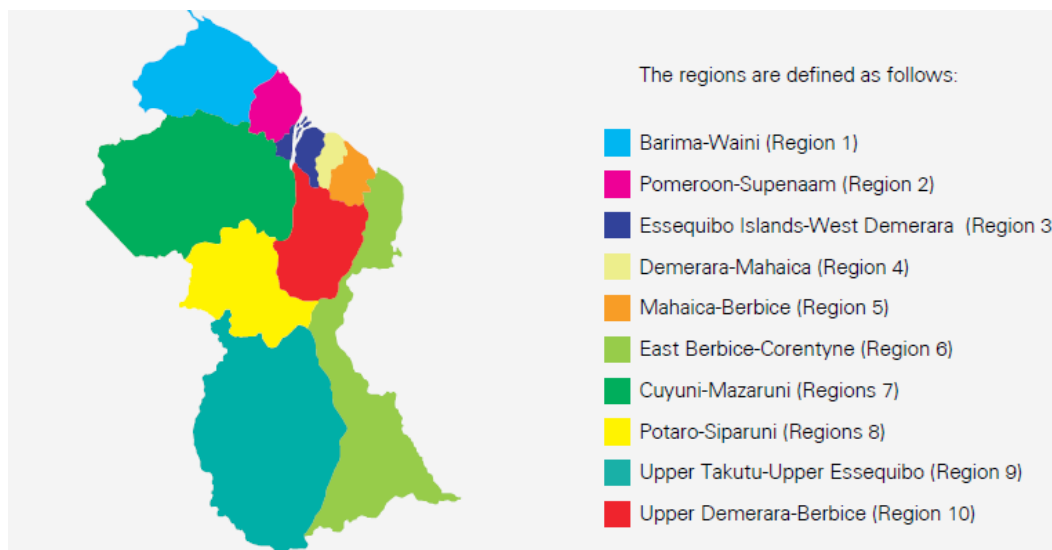 The regions are defined as follows:
Barima-Waini (Region 1)
Pomeroon-Supenaam (Region 2)
Essequibo Islands-West Demerara (Region 3
Demerara-Mahaica (Region 4)
Mahaica-Berbice (Region 5)
East Berbice-Corentyne (Region 6)
Cuyuni-Mazaruni (Regions 7)
Potaro-Siparuni (Regions 8)
Upper Takutu-Upper Essequibo (Region 9)
Upper Demerara-Berbice (Region 10)